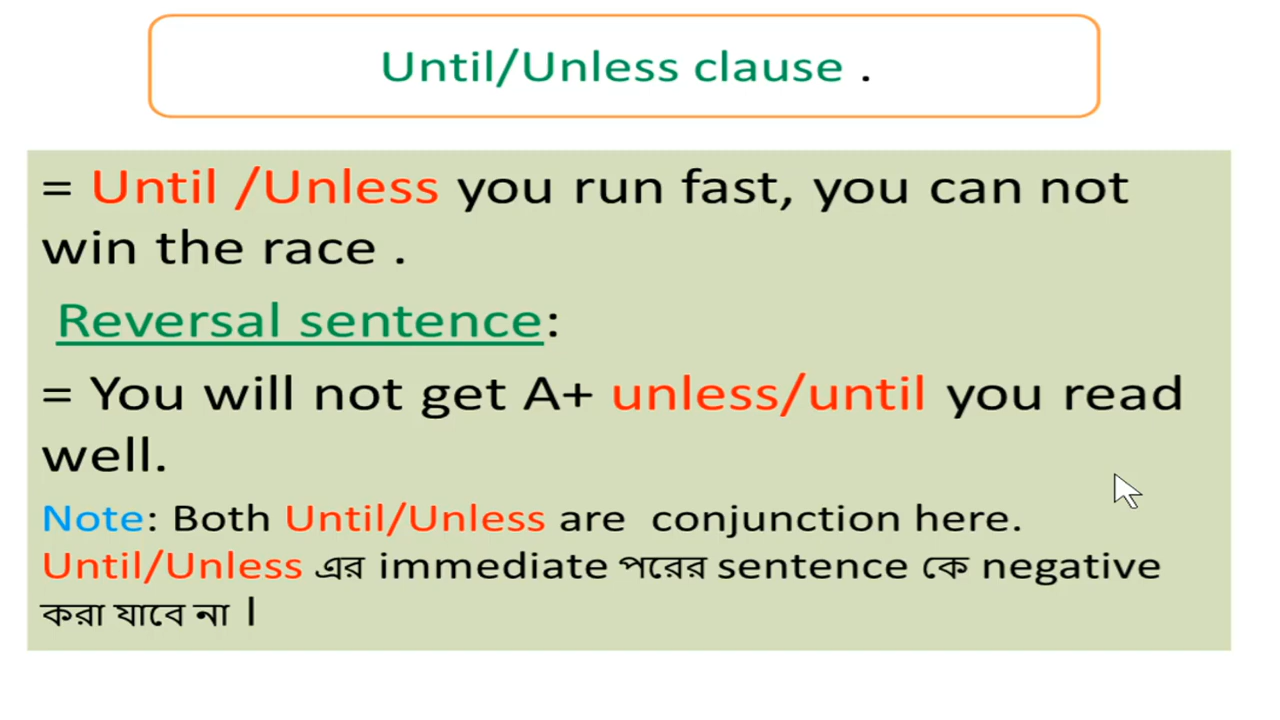 Until/Unless clause .
= Until /Unless you run fast, you can not
win the race .
Reversal sentence:
= You will not get A+ unless/until you read
well.
Note: Both Until/Unless are conjunction here.
Until/Unless এর immediate পরের sentence কে negative
করা যাবে না ।